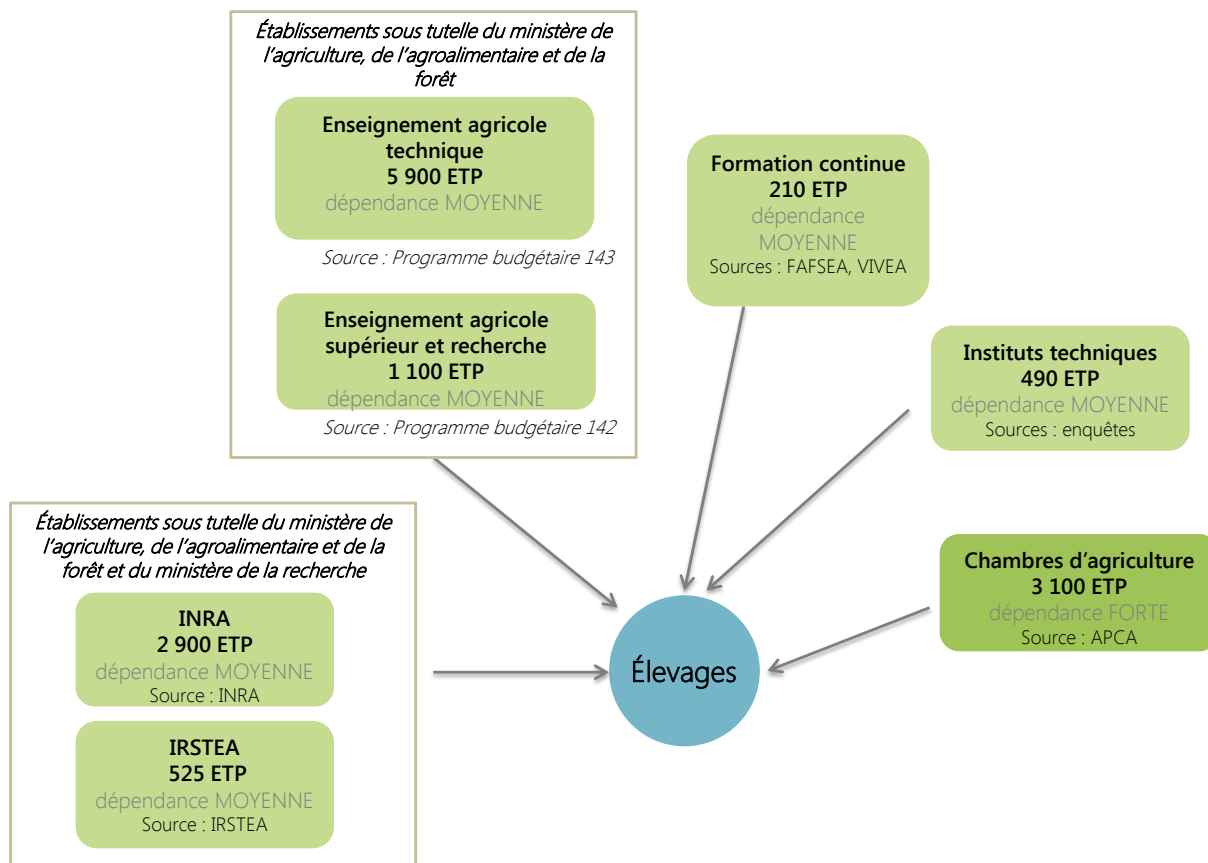 Établissements sous tutelle du ministère de
l'agriculture, de l'agroalimentaire et de la
forêt
Enseignement agricole
technique
5 900 ETP
dépendance MOYENNE
Source : Programme budgétaire 143
Enseignement agricole
supérieur et recherche
1 100 ETP
dépendance MOYENNE
Source : Programme budgétaire 142
Formation continue
210 ETP
dépendance
MOYENNE
Sources : FAFSEA, VIVEA
Instituts techniques
490 ETP
dépendance MOYENNE
Sources : enquêtes
Chambres d'agriculture
3 100 ETP
dépendance FORTE
Source : APCA
Établissements sous tutelle du ministère de
l'agriculture, de l'agroalimentaire et de la
forêt et du ministère de la recherche
INRA
2 900 ETP
dépendance MOYENNE
Source : INRA
IRSTEA
525 ETP
dépendance MOYENNE
Source : IRSTEA
Élevages